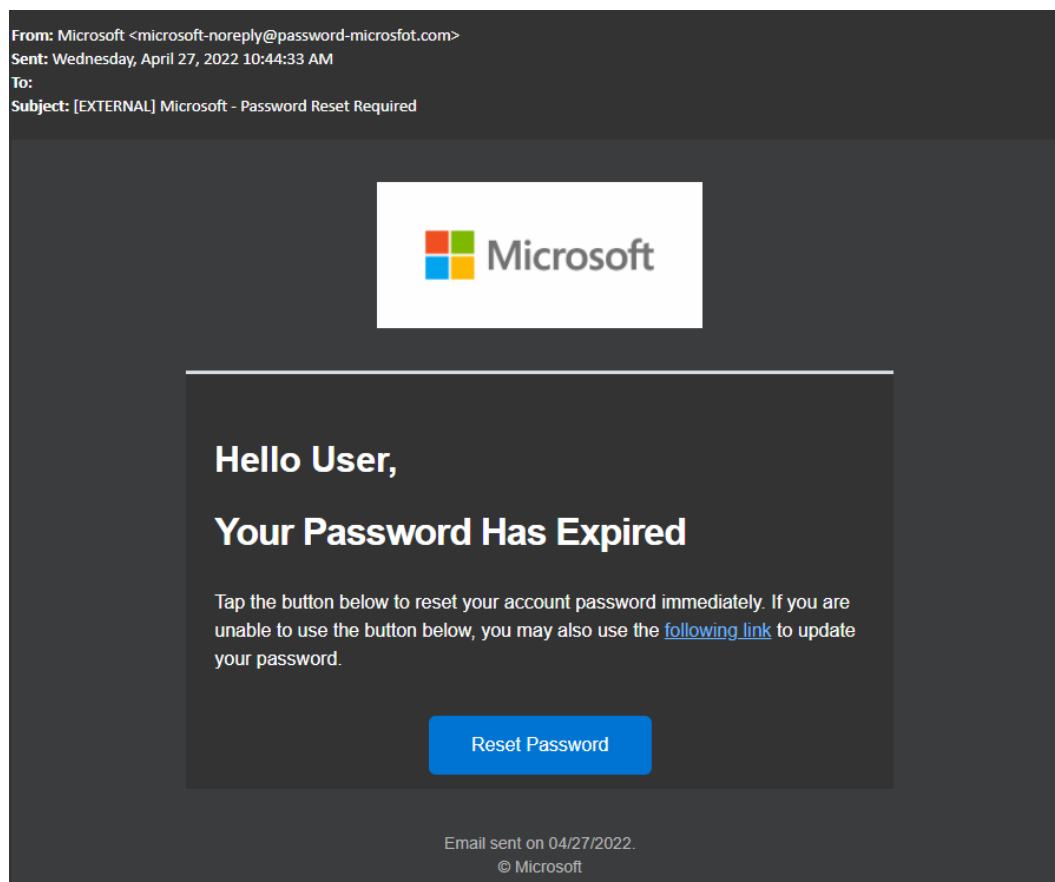 From: Microsoft <microsoft-noreply@password-microsfot.com>
Sent: Wednesday, April 27, 2022 10:44:33 AM
To:
Subject: [EXTERNAL] Microsoft - Password Reset Required
Microsoft
Hello User,
Your Password Has Expired
Tap the button below to reset your account password immediately. If you are
unable to use the button below, you may also use the following link to update
your password.
Reset Password
Email sent on 04/27/2022.
© Microsoft